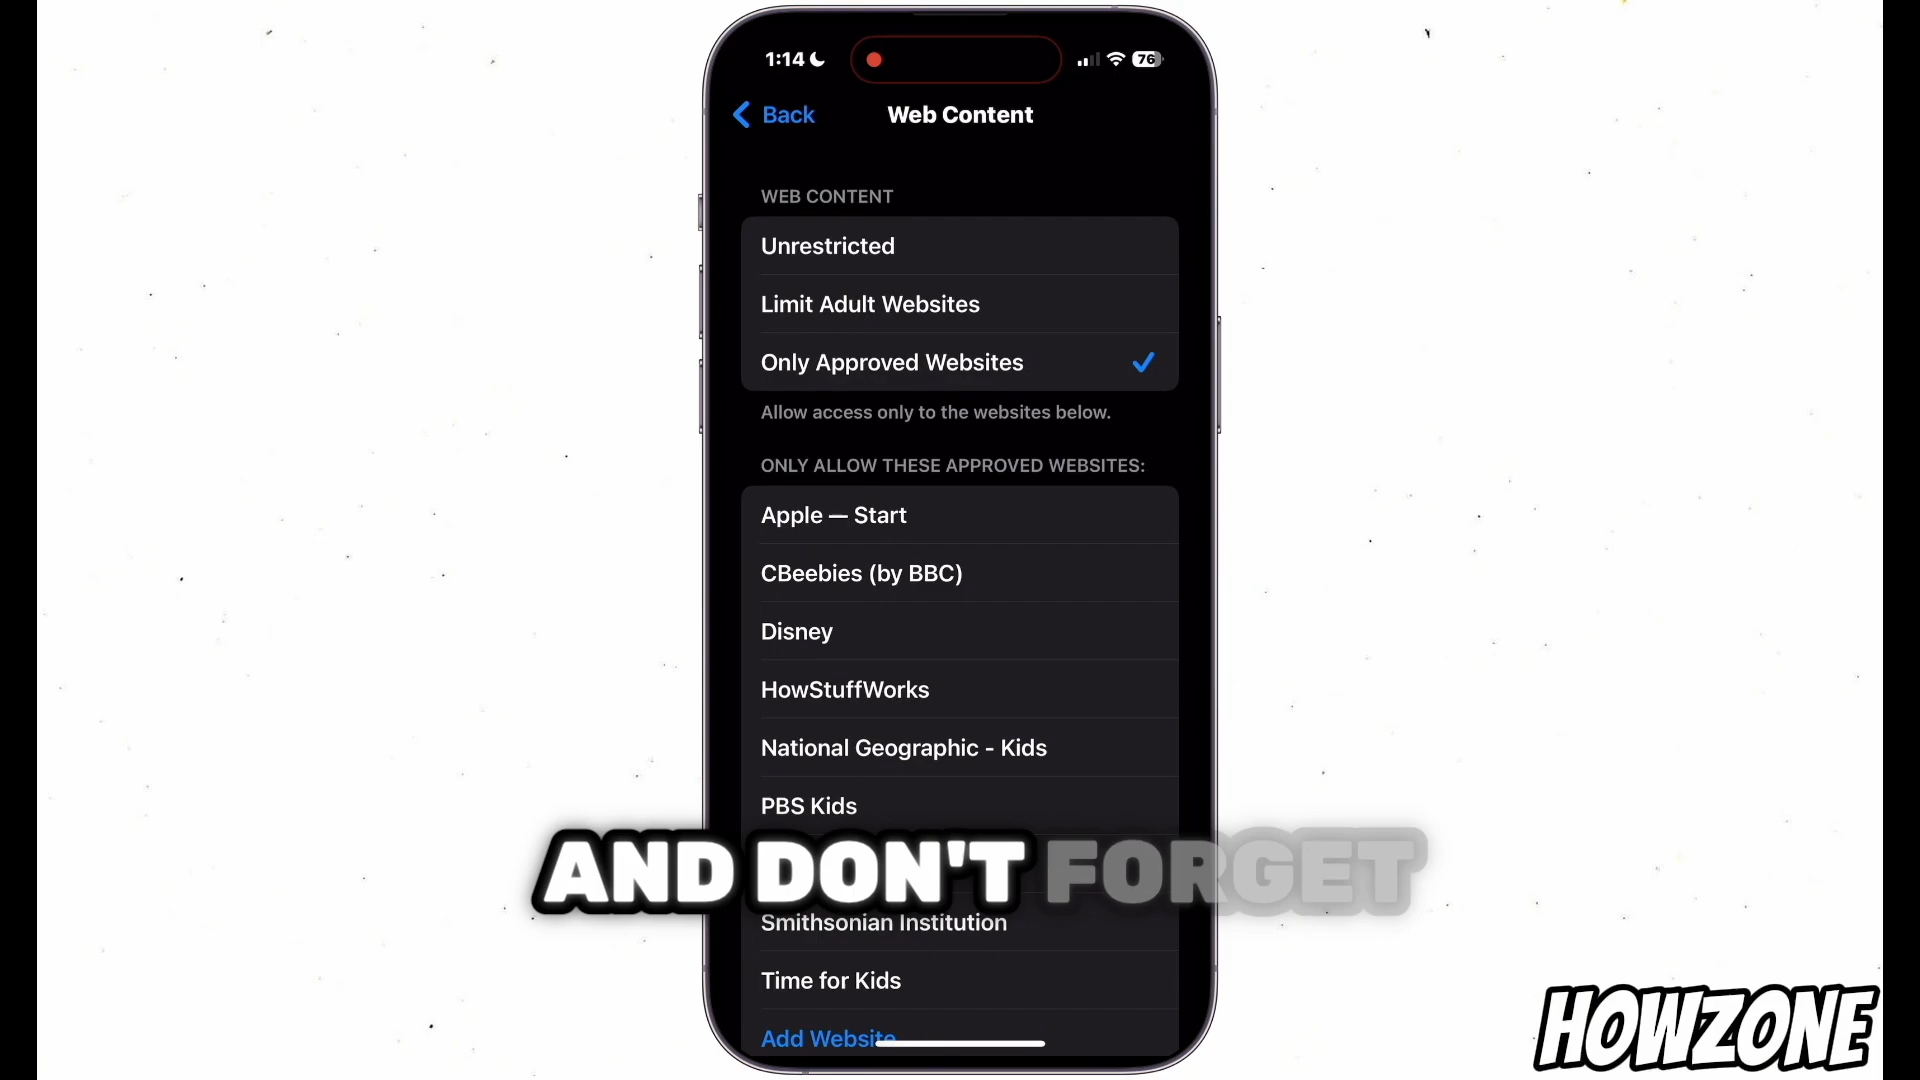 1:14
76
Back
Web Content
WEB CONTENT
Unrestricted
Limit Adult Websites
Only Approved Websites
Allow access only to the websites below.
ONLY ALLOW THESE APPROVED WEBSITES:
Apple — Start
CBeebies (by BBC)
Disney
HowStuffWorks
National Geographic - Kids
PBS Kids
AND DON'T FORGET
Smithsonian Institution
Time for Kids
Add Website
HOWZONE